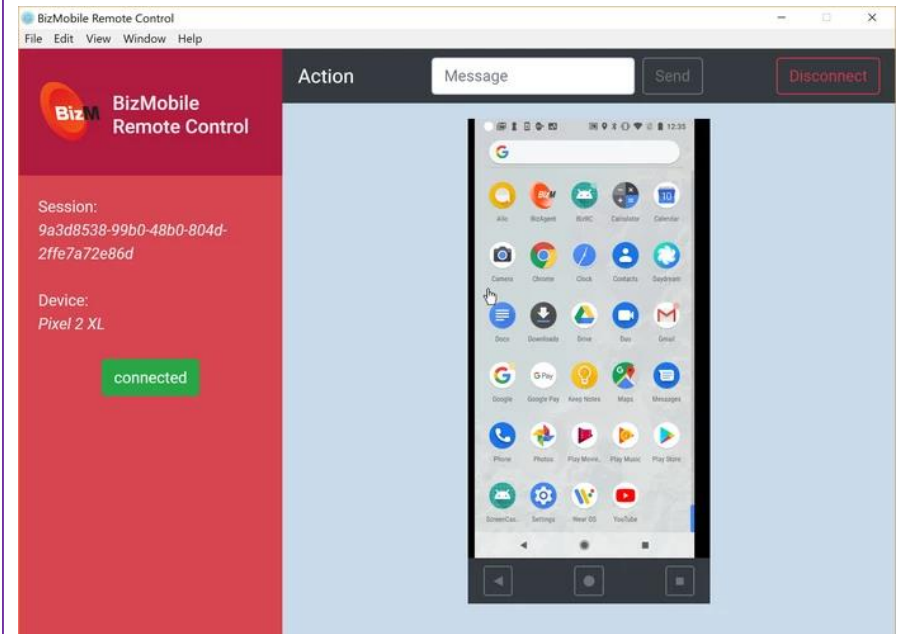 BizMobile Remote Control
File Edit View Window Help
BizM
BizMobile
Remote Control
Action
Message
Send
Disconnect
Session:
9a3d8538-99b0-48b0-804d-
2ffe7a72e86d
Device:
Pixel 2 XL
connected
12:35
G
Allo BizAgent BizRC Calculator Calendar
Camera Chrome Clock Contacts Daydream
Docs Downloads Drive Duo Gmail
Google Google Pay Keep Notes Maps Messages
Phone Photos Play Movie.. Play Music Play Store
ScreenCas.. Settings Wear OS YouTube